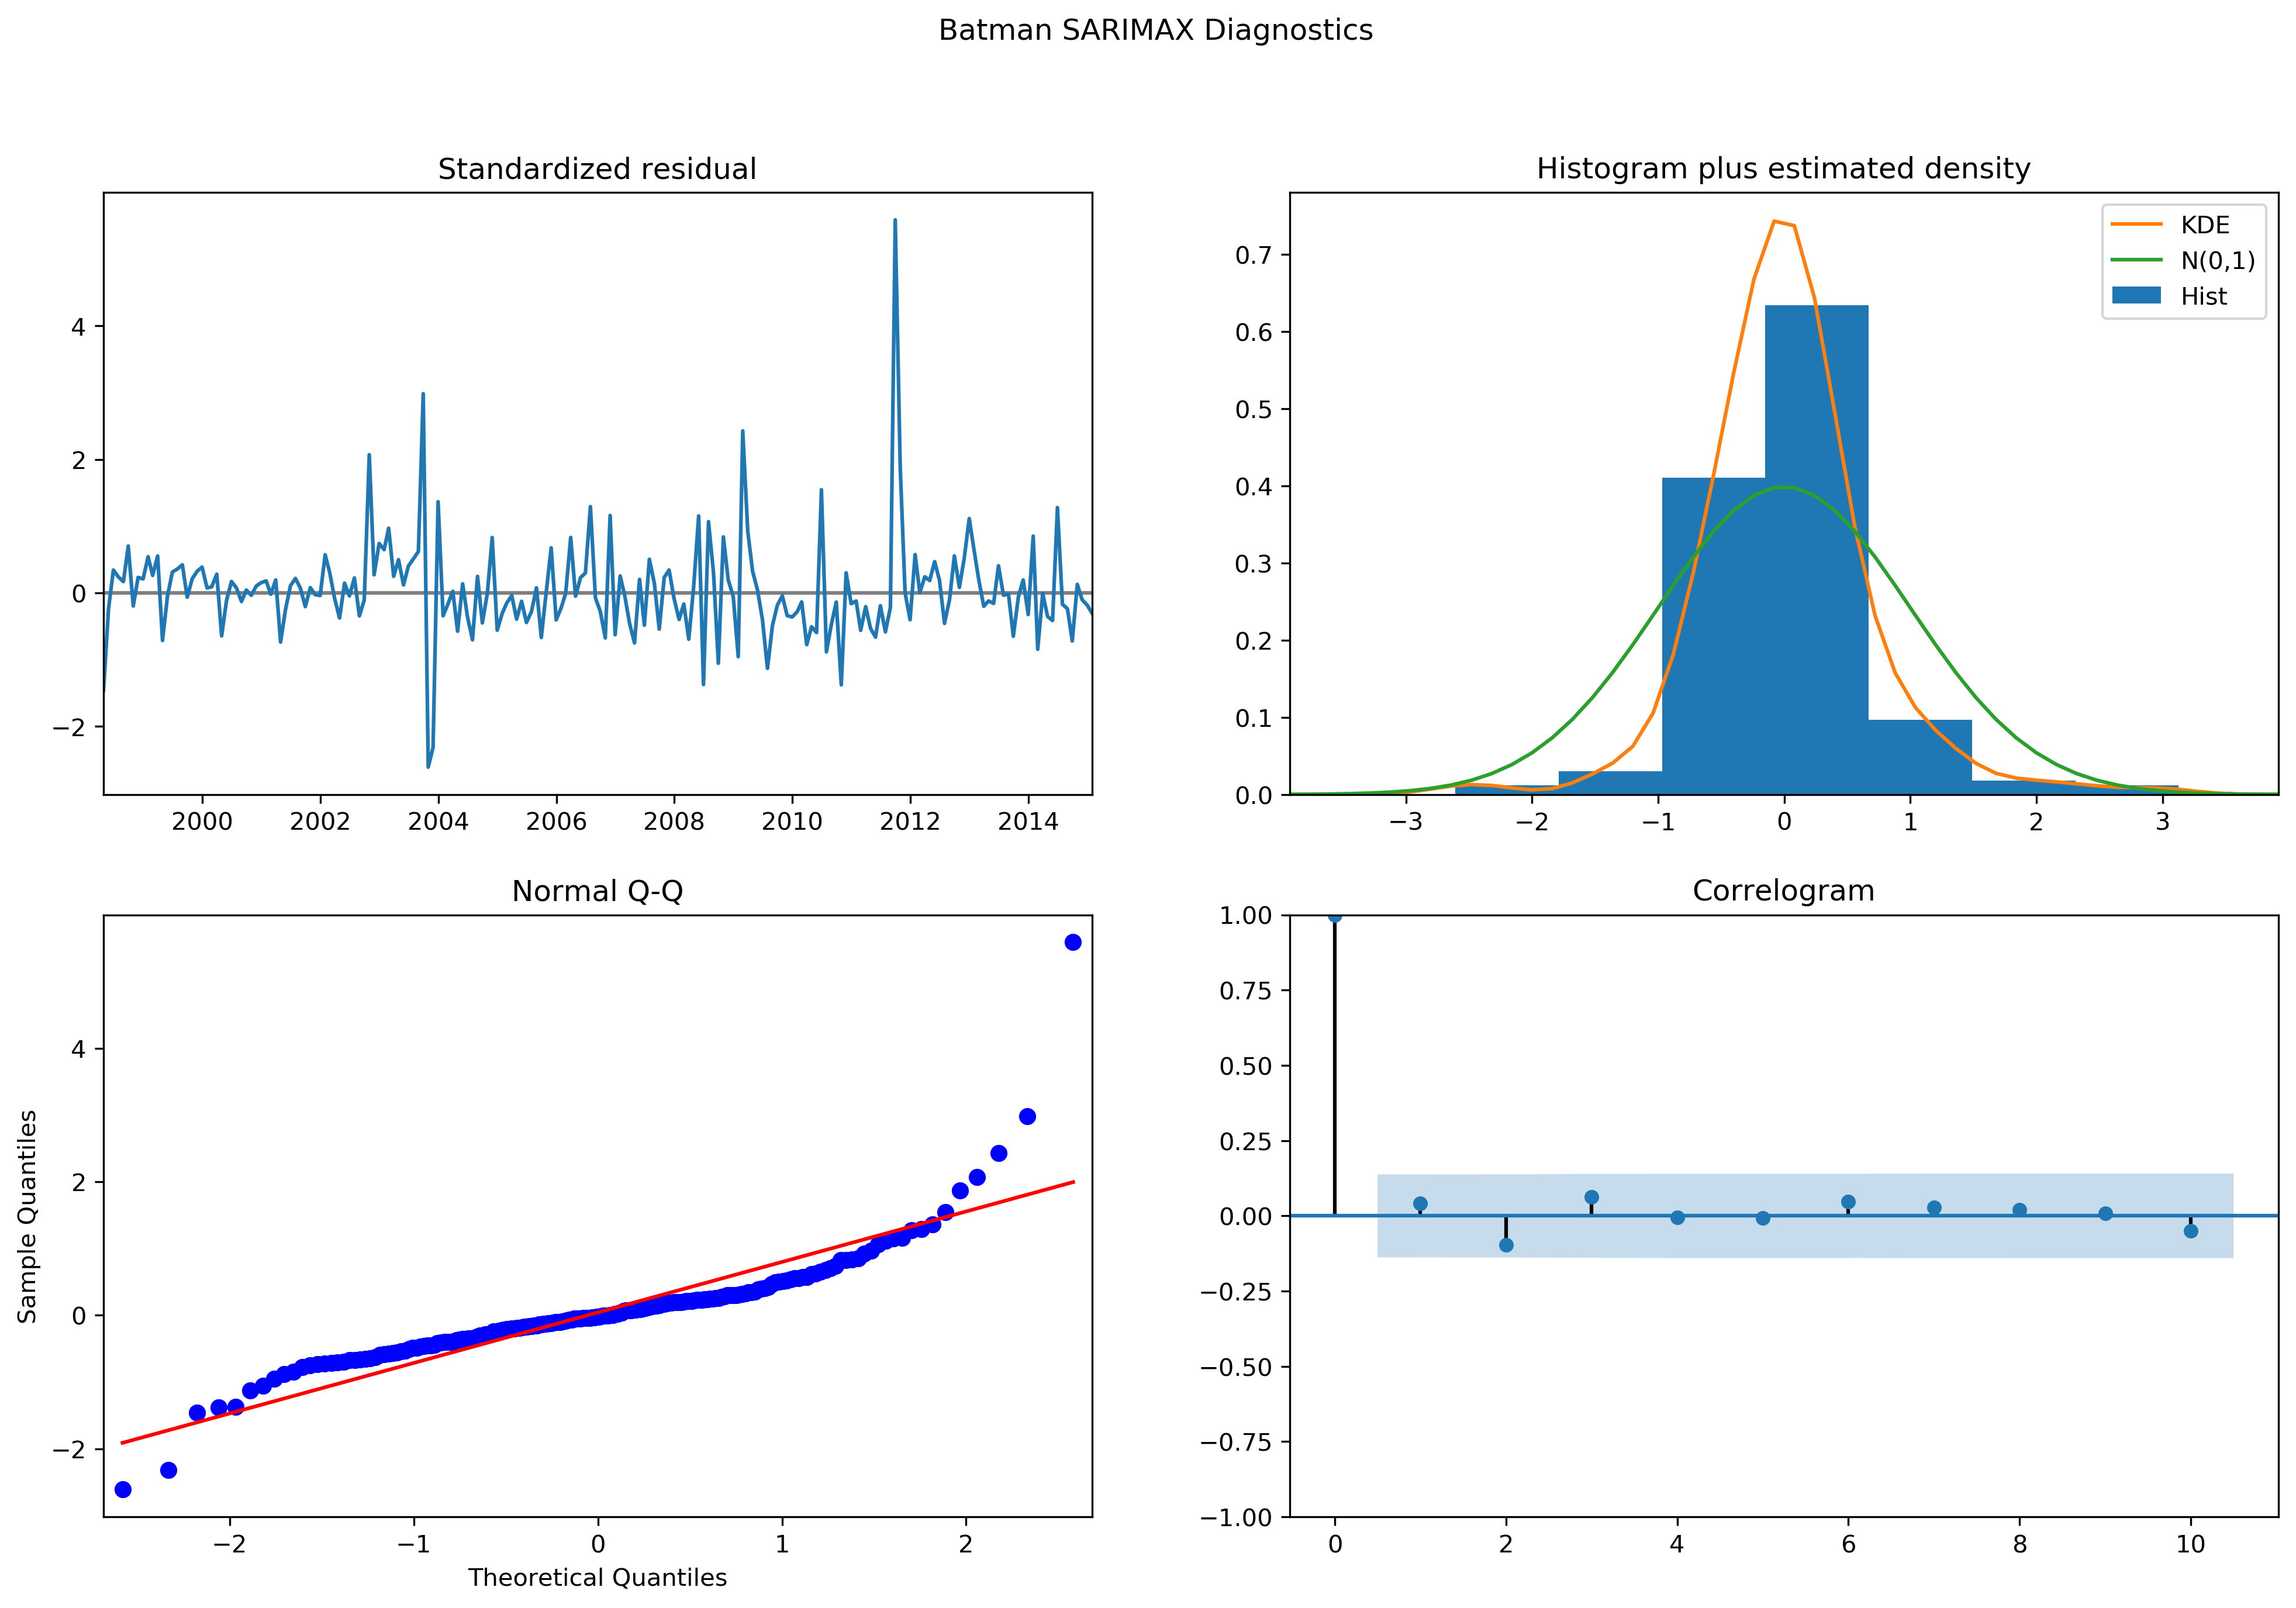 Batman SARIMAX Diagnostics
Standardized residual
4
2
0
−2
2000 2002 2004 2006 2008 2010 2012 2014
Histogram plus estimated density
KDE
N(0,1)
Hist
0.7
0.6
0.5
0.4
0.3
0.2
0.1
0.0
−3 −2 −1 0 1 2 3
Normal Q-Q
Sample Quantiles
4
2
0
−2
−2 −1 0 1 2
Theoretical Quantiles
Correlogram
1.00
0.75
0.50
0.25
0.00
−0.25
−0.50
−0.75
−1.00
0 2 4 6 8 10